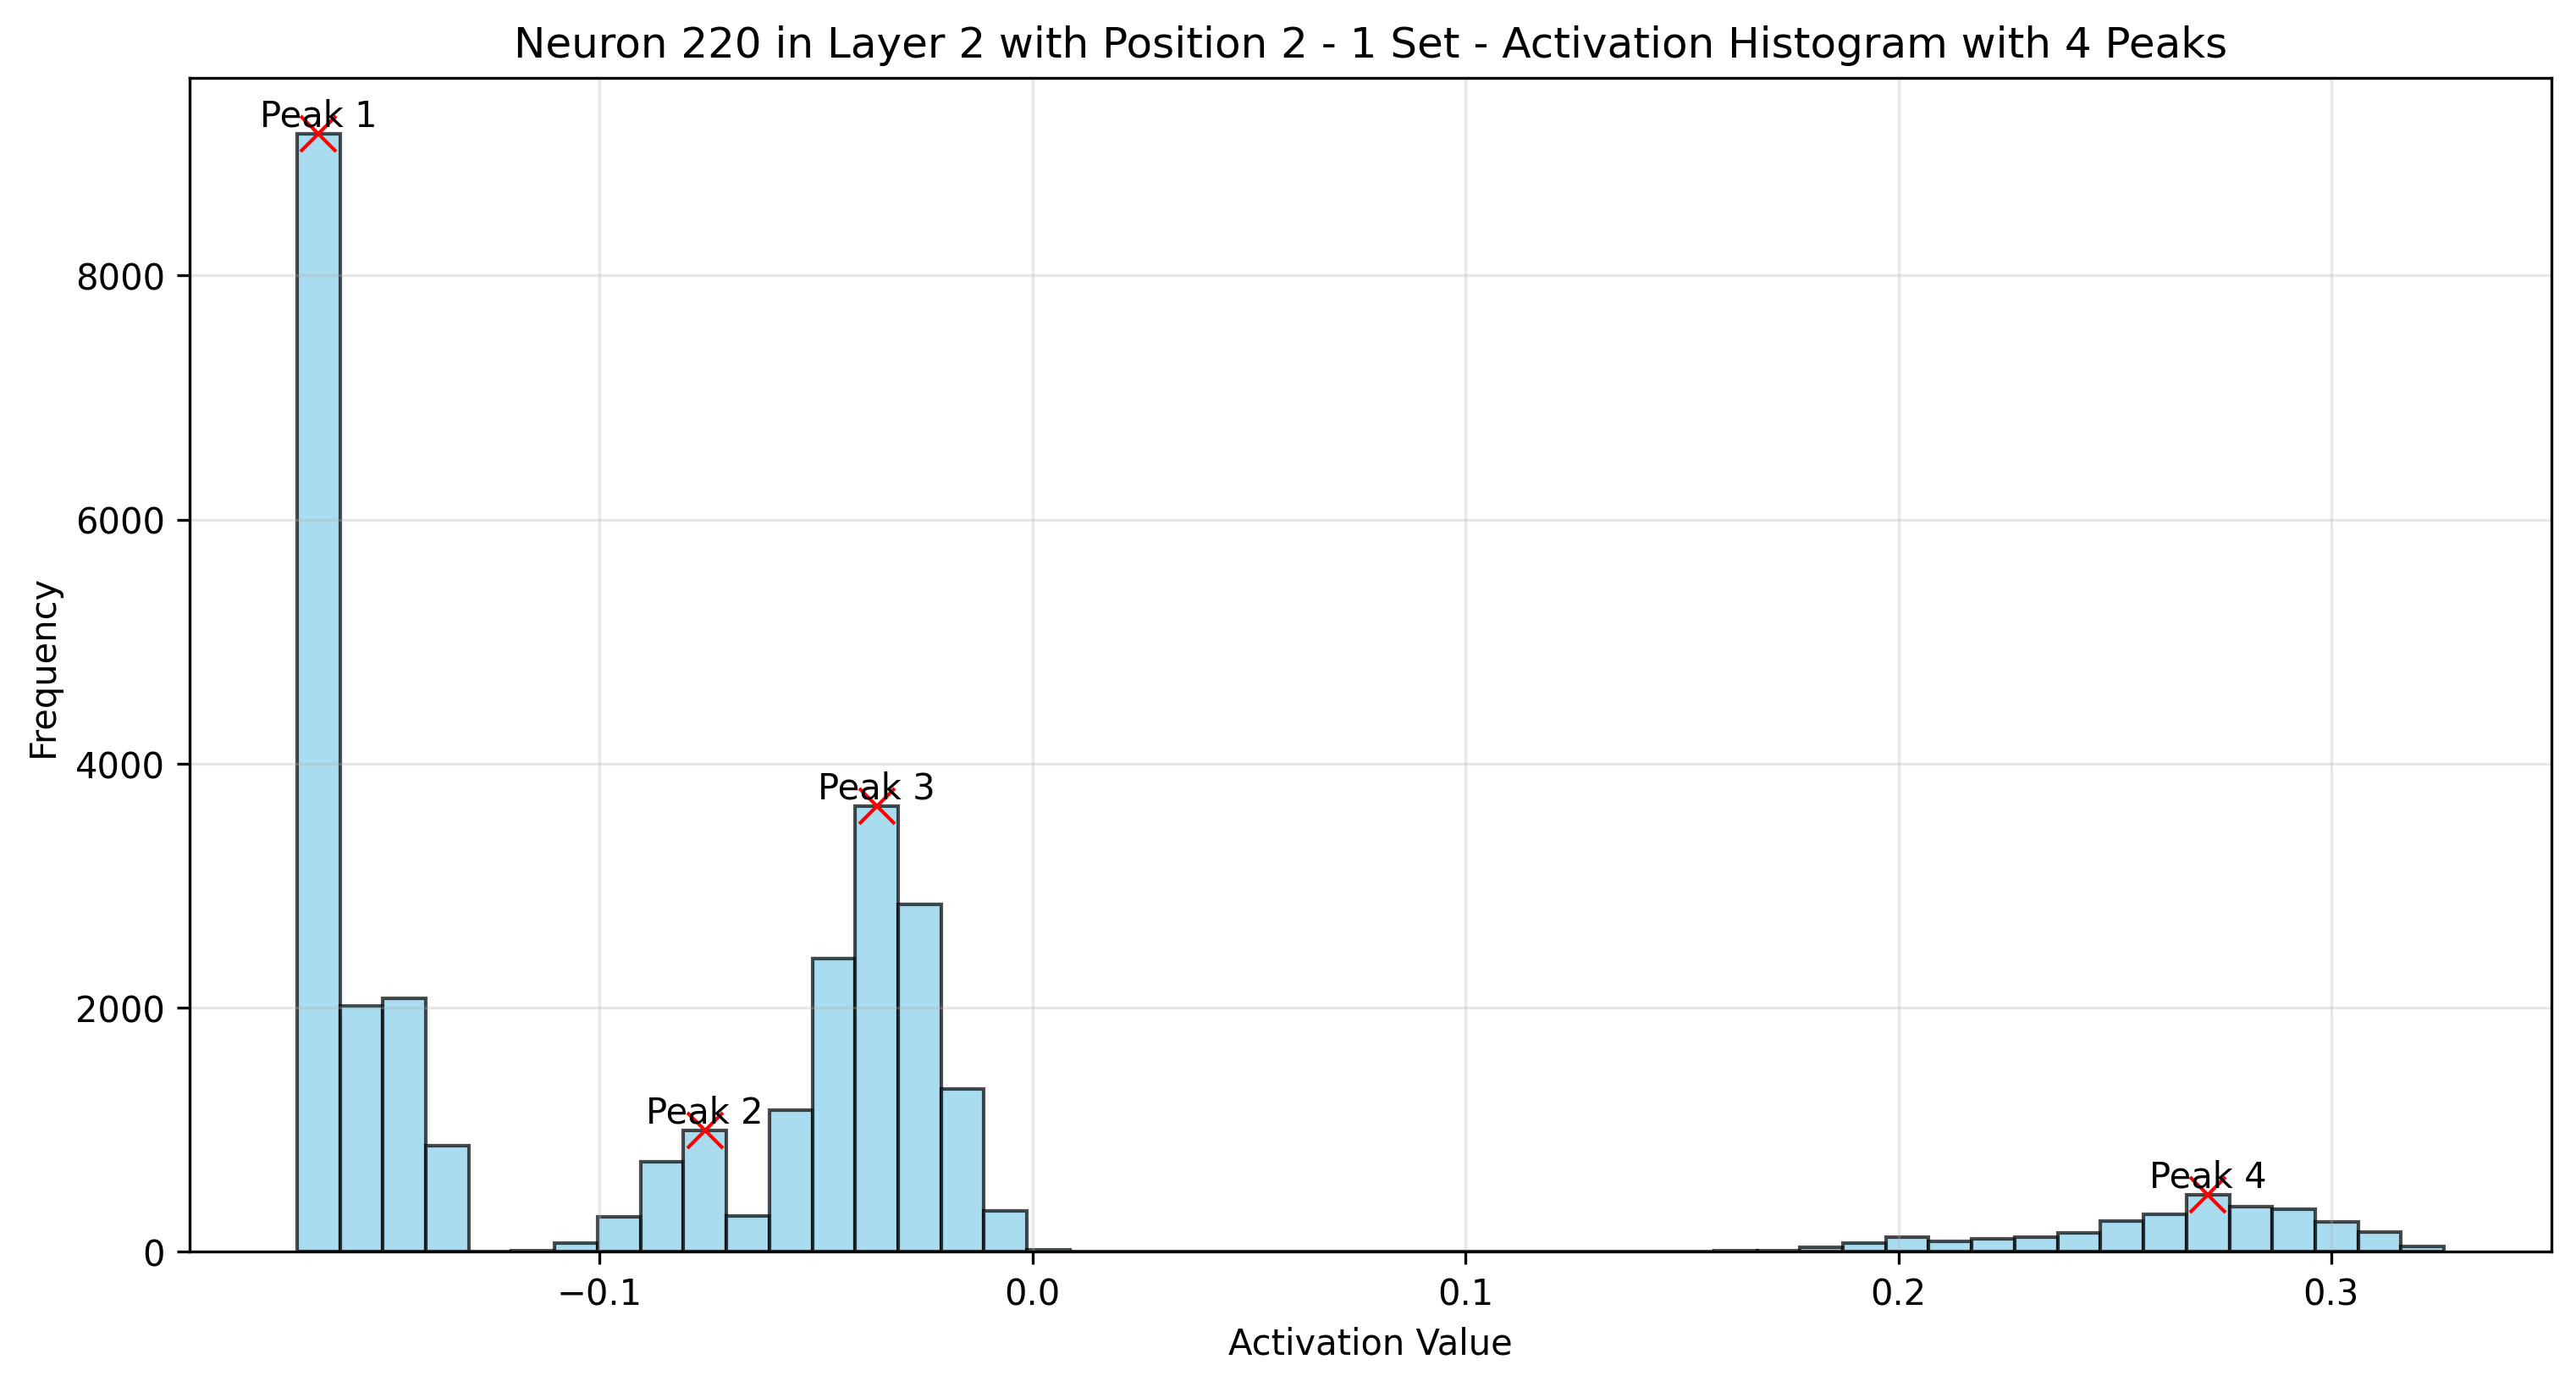 Neuron 220 in Layer 2 with Position 2 - 1 Set - Activation Histogram with 4 Peaks
Peak 1
8000
6000
Frequency
4000
Peak 3
2000
Peak 2
Peak 4
0
−0.1
0.0
0.1
0.2
0.3
Activation Value